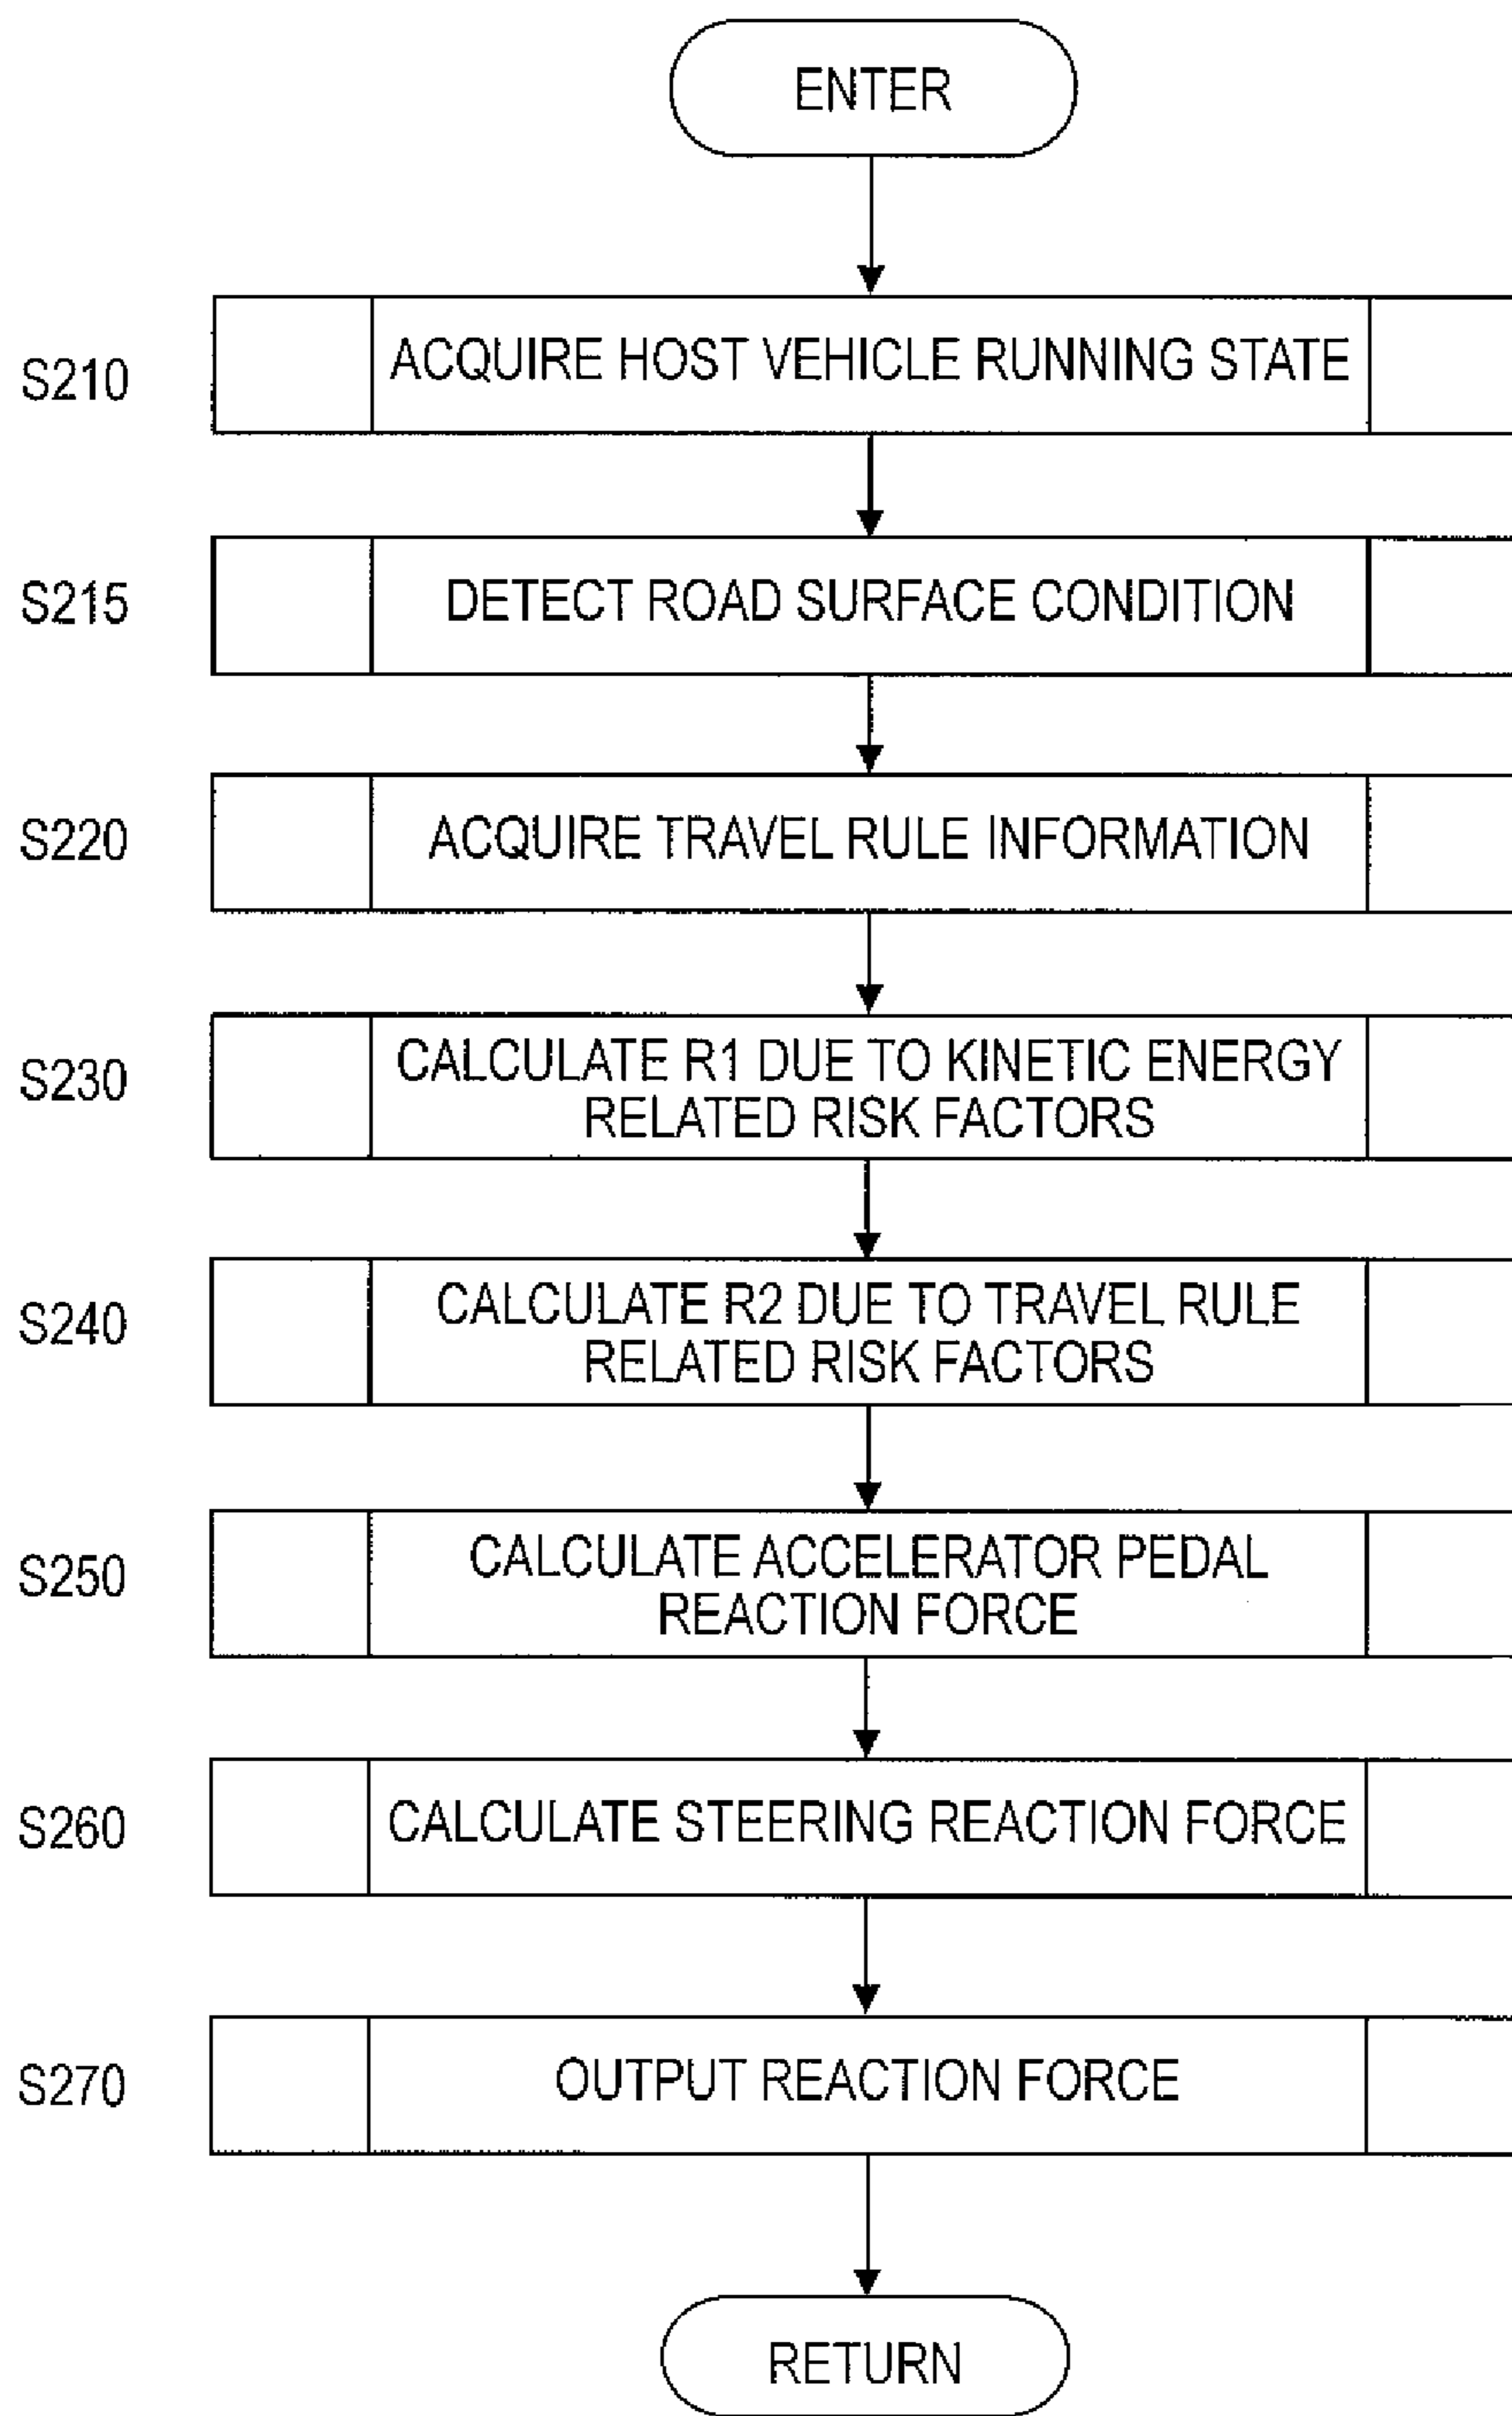 ENTER
S210
ACQUIRE HOST VEHICLE RUNNING STATE
S215
DETECT ROAD SURFACE CONDITION
S220
ACQUIRE TRAVEL RULE INFORMATION
S230
CALCULATE R1 DUE TO KINETIC ENERGY
RELATED RISK FACTORS
S240
CALCULATE R2 DUE TO TRAVEL RULE
RELATED RISK FACTORS
S250
CALCULATE ACCELERATOR PEDAL
REACTION FORCE
S260
CALCULATE STEERING REACTION FORCE
S270
OUTPUT REACTION FORCE
RETURN